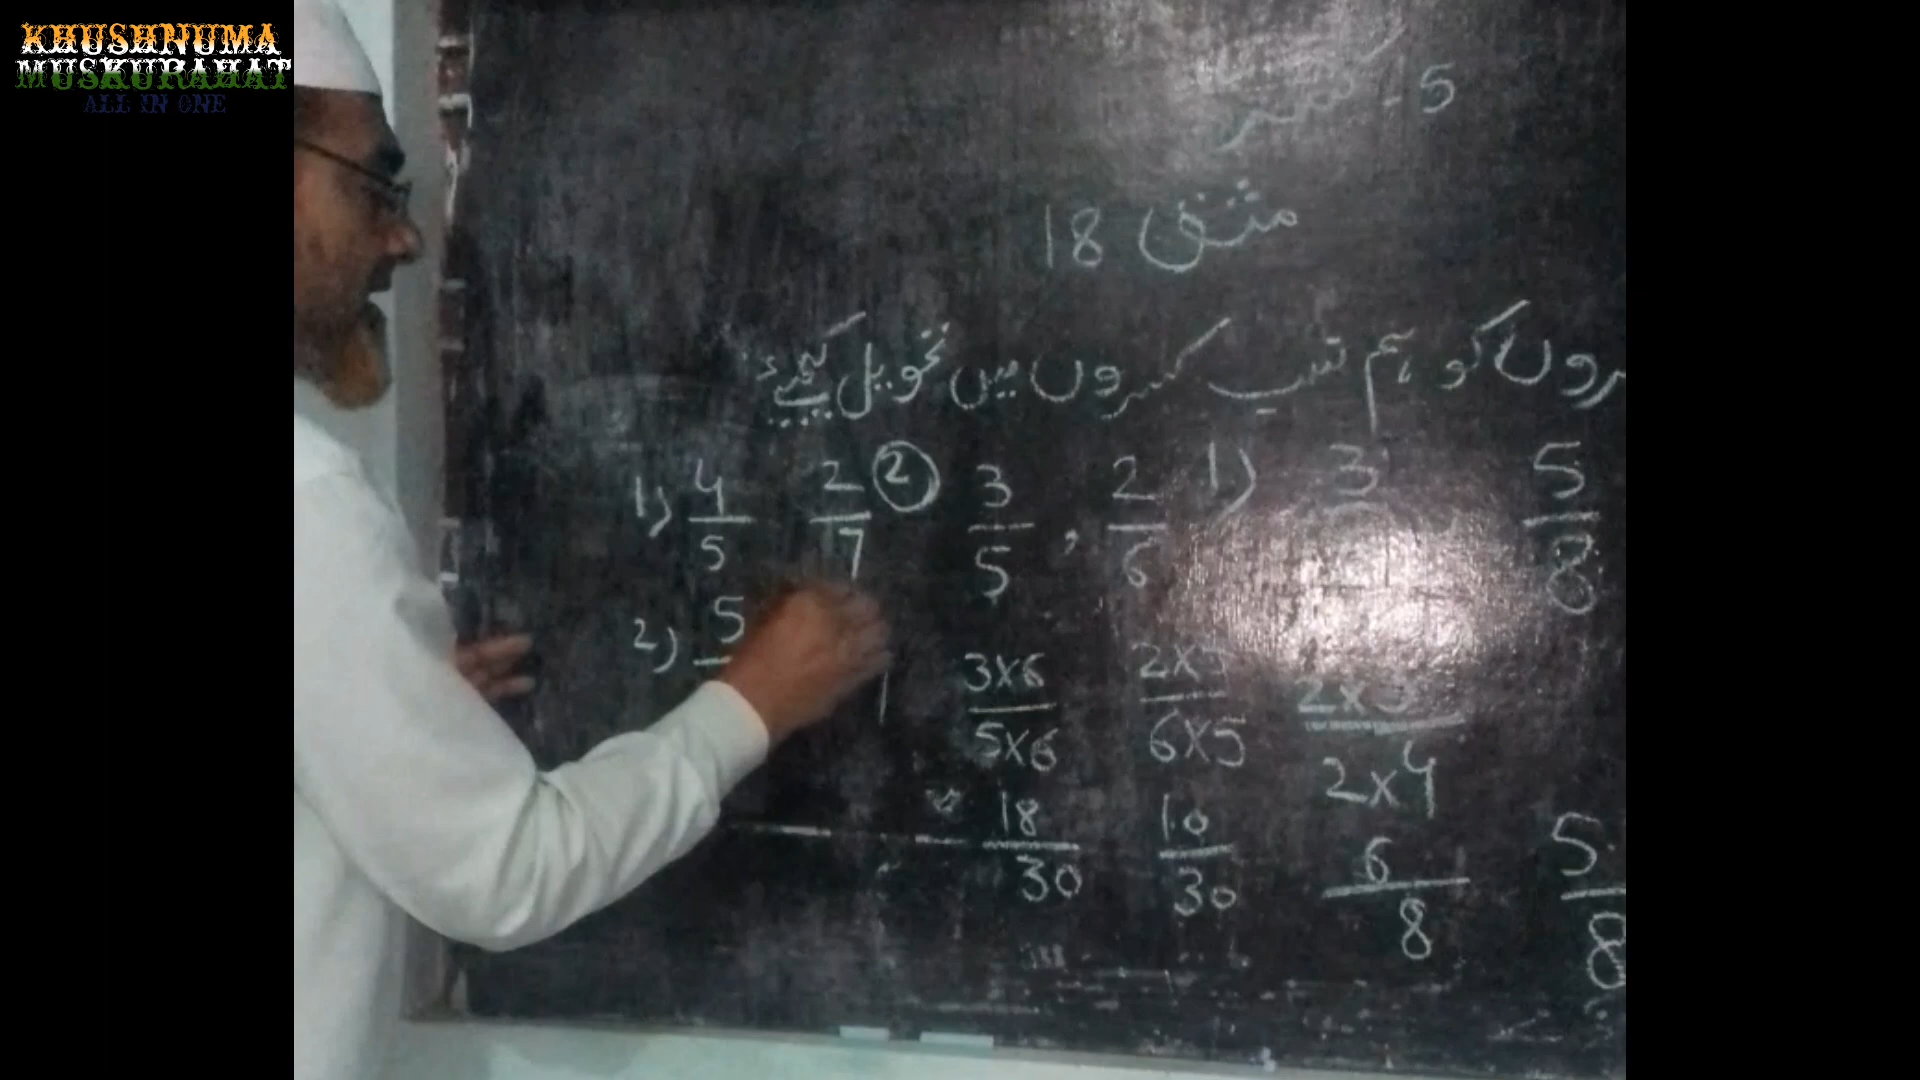 KHUSHNUMA
MUSKURAHAT
ALL IN ONE
5 - کسر
مشق 18
روں کو ہم نسب کسروں میں تحویل کیجیے
1) 4/5 2/7
② 3/5 , 2/6
1) 3 5/8
2) 5
3x6/5x6 2x5/6x5
2x3/2x4
18/30 10/30
6/8 5/8